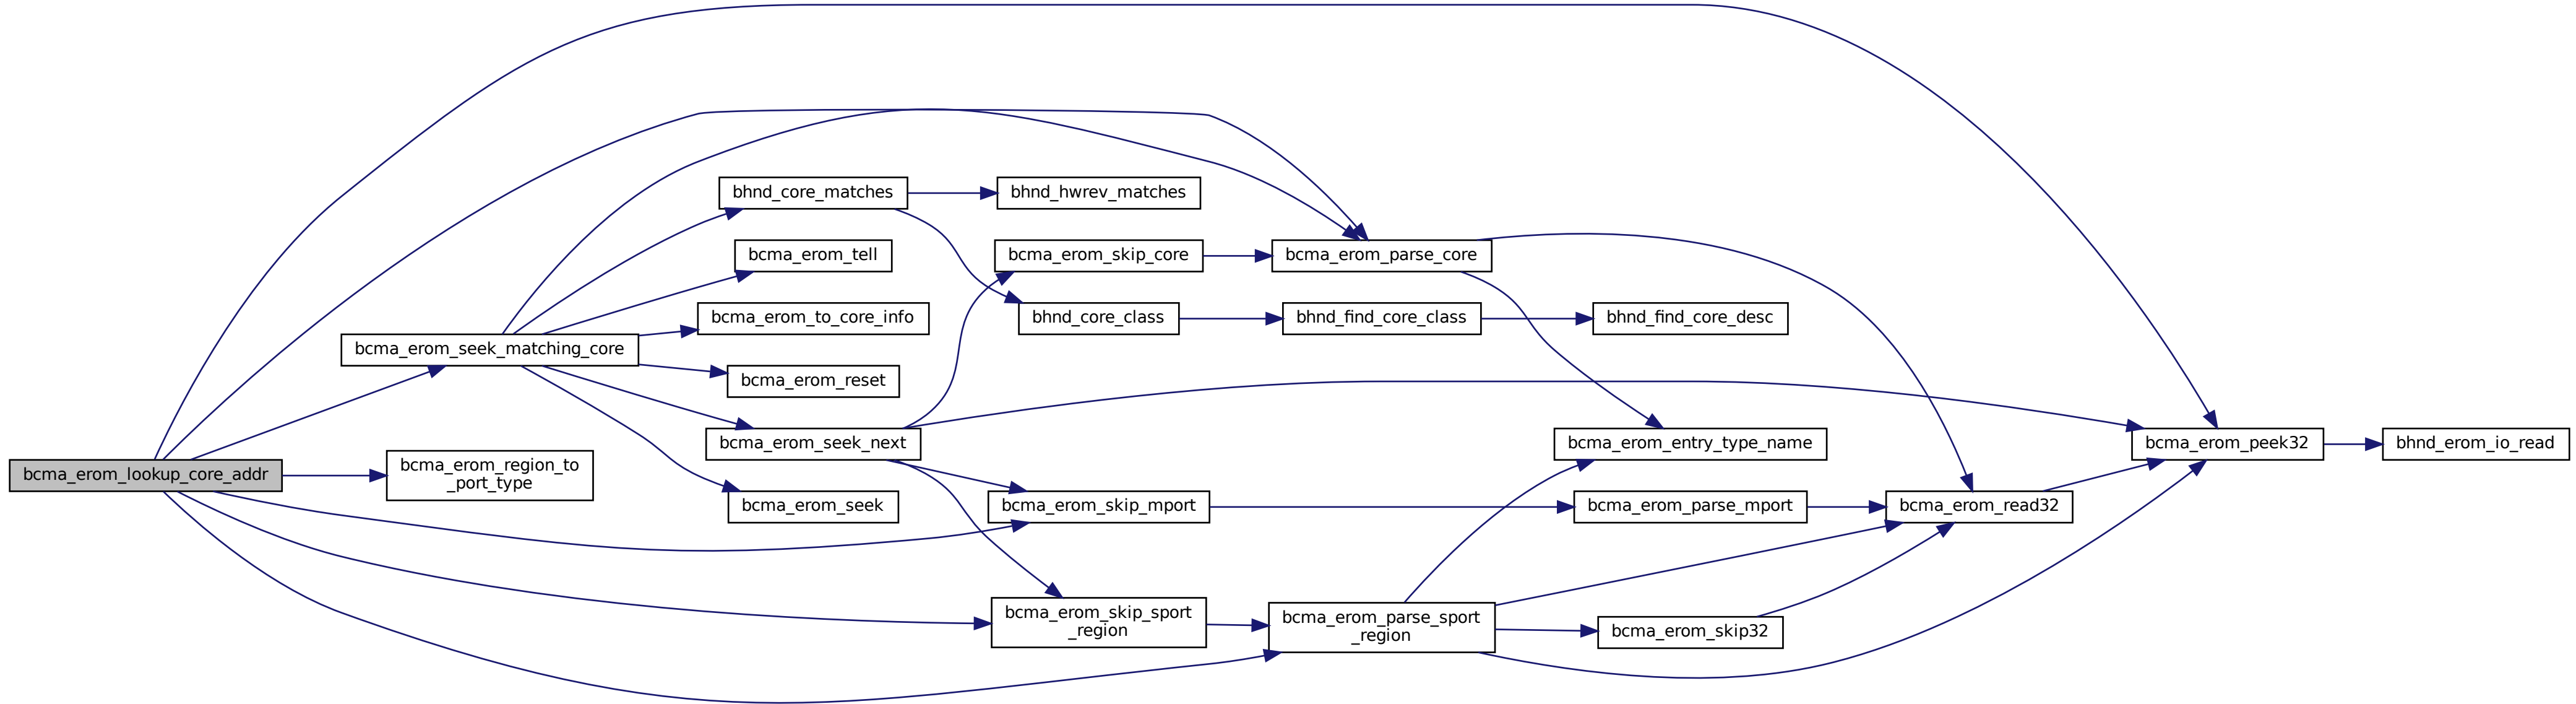 bcma_erom_lookup_core_addr
bcma_erom_seek_matching_core
bcma_erom_region_to
_port_type
bhnd_core_matches
bcma_erom_tell
bcma_erom_to_core_info
bcma_erom_reset
bcma_erom_seek_next
bcma_erom_seek
bhnd_hwrev_matches
bcma_erom_skip_core
bhnd_core_class
bcma_erom_skip_mport
bcma_erom_skip_sport
_region
bcma_erom_parse_core
bhnd_find_core_class
bcma_erom_parse_sport
_region
bhnd_find_core_desc
bcma_erom_entry_type_name
bcma_erom_parse_mport
bcma_erom_skip32
bcma_erom_read32
bcma_erom_peek32
bhnd_erom_io_read